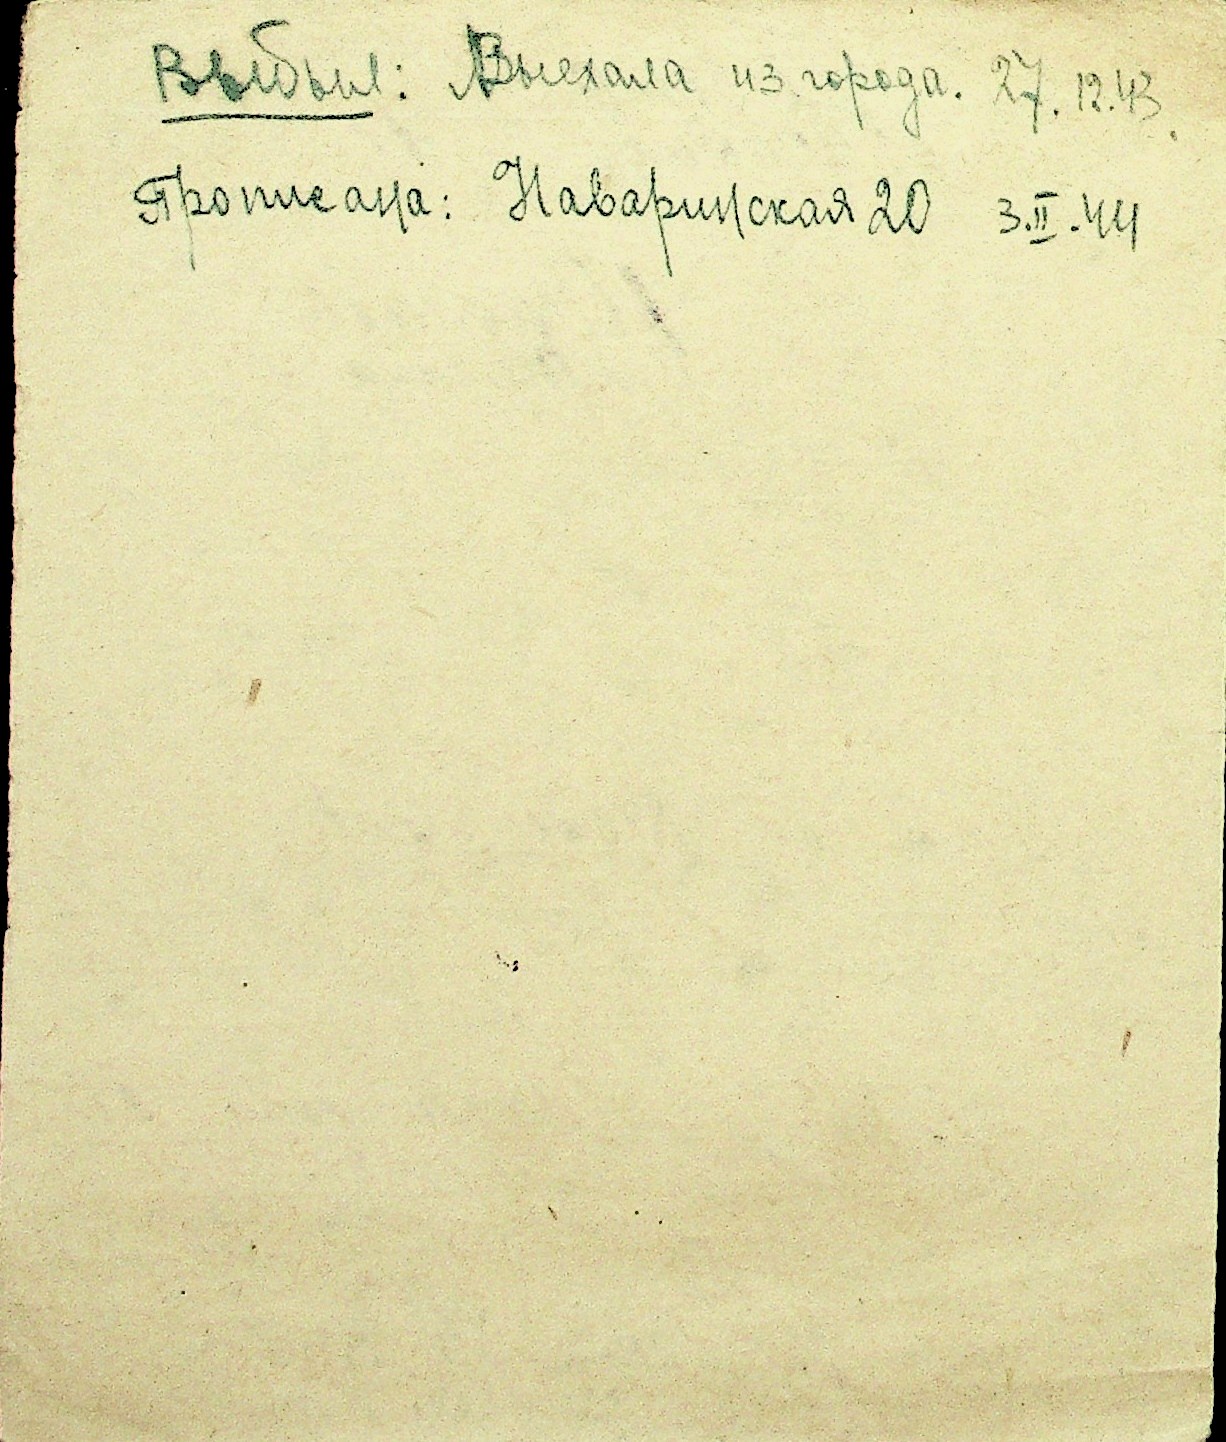 Выбыл: Выехала из города. 27.12.43.
Прописана: Наваринская 20 3.II.44